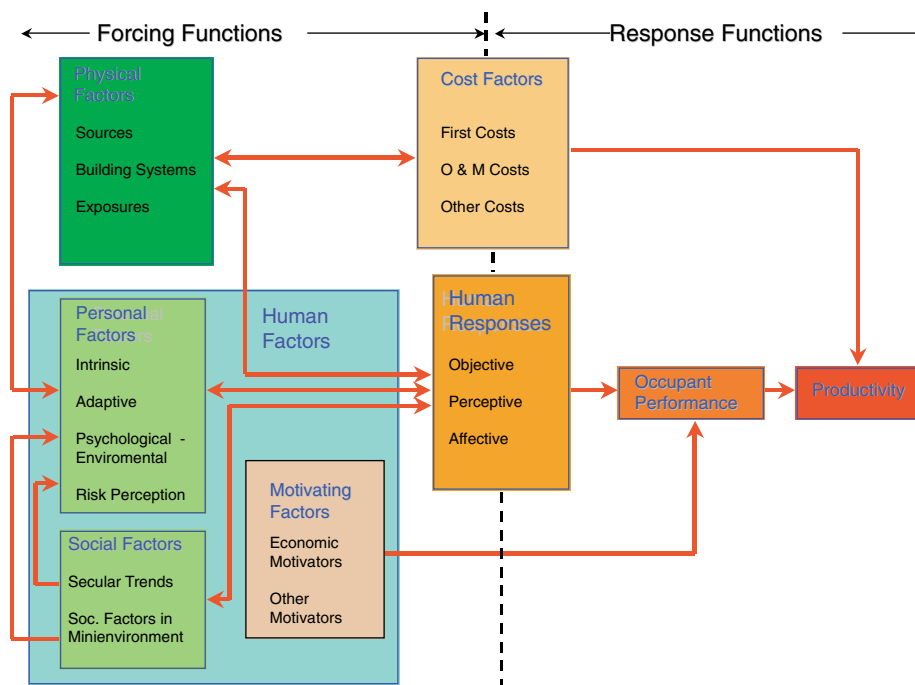 Forcing Functions
Response Functions
Physical
Factors
Sources
Building Systems
Exposures
Cost Factors
First Costs
O & M Costs
Other Costs
Human
Factors
Personal
Factors
Intrinsic
Adaptive
Psychological -
Enviromental
Risk Perception
Social Factors
Secular Trends
Soc. Factors in
Minienvironment
Motivating
Factors
Economic
Motivators
Other
Motivators
Human
Responses
Objective
Perceptive
Affective
Occupant
Performance
Productivity